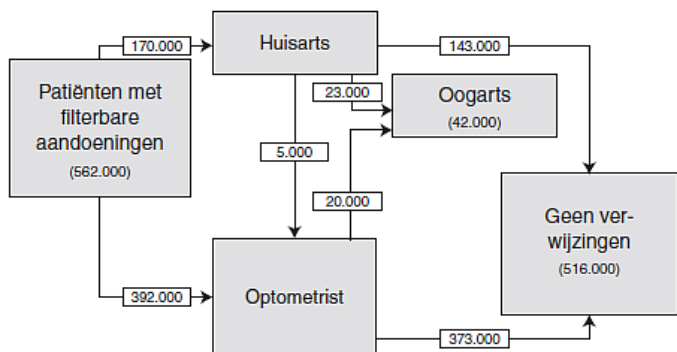 170.000
Huisarts
143.000
Patiënten met
filterbare
aandoeningen
(562.000)
23.000
Oogarts
(42.000)
5.000
20.000
Geen ver-
wijzingen
(516.000)
392.000
Optometrist
373.000